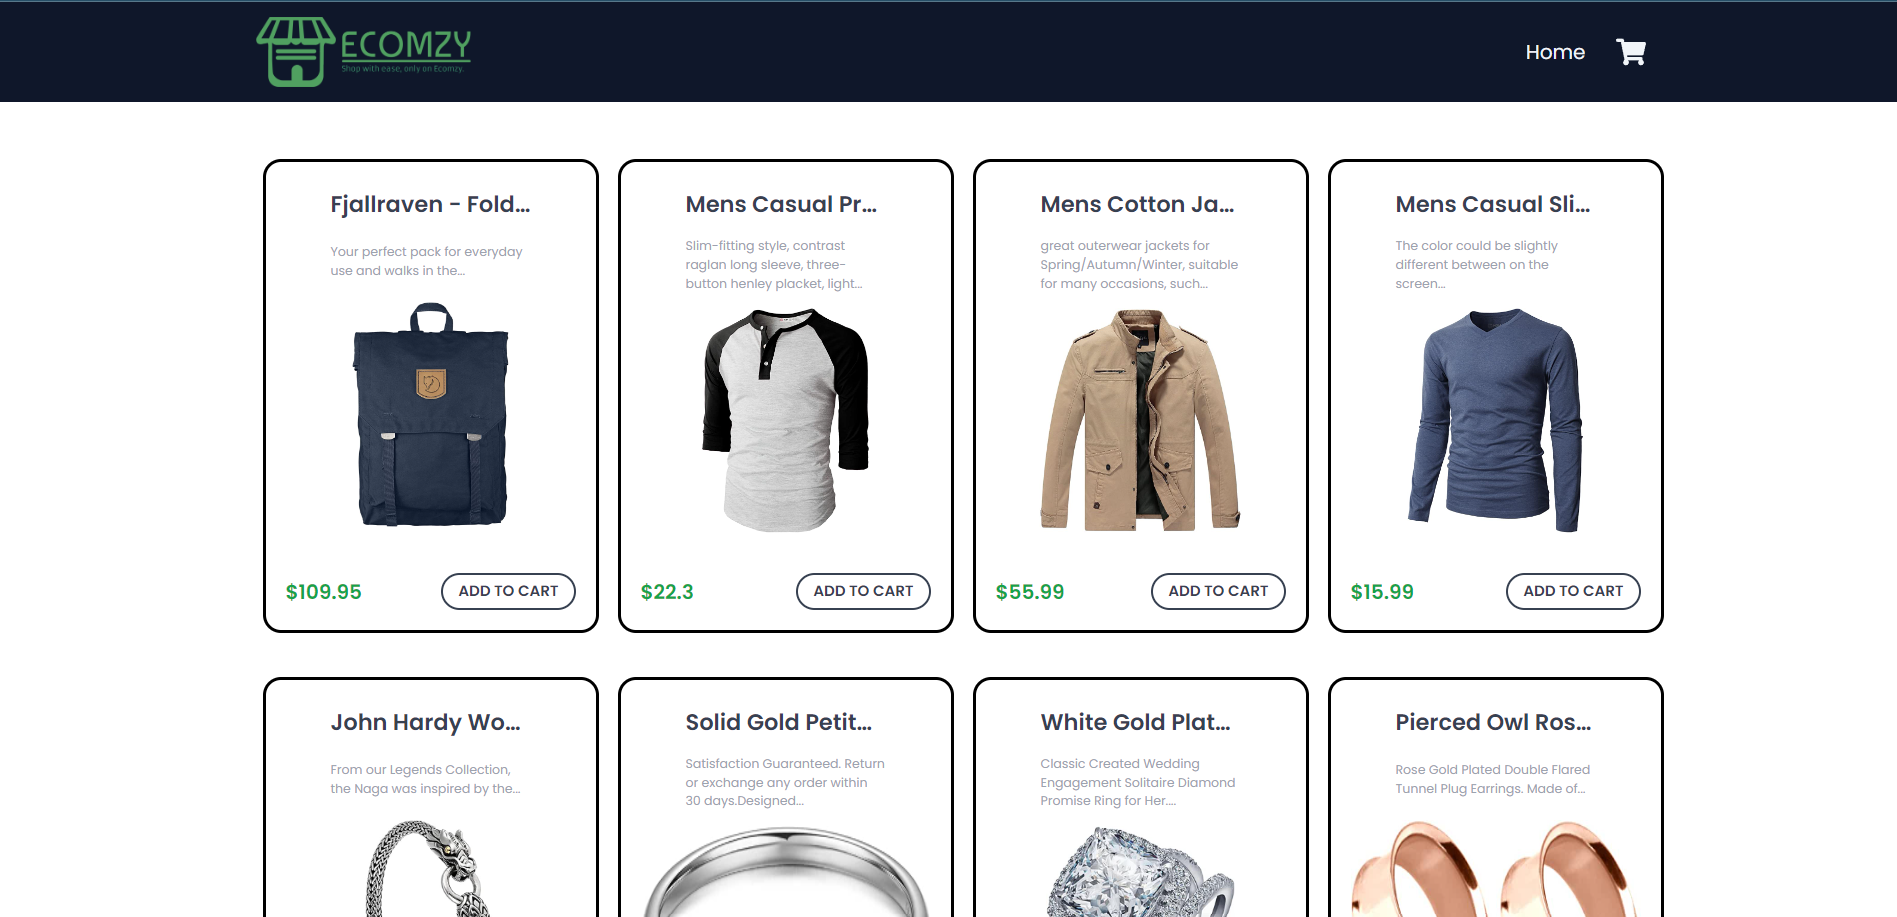 ECOMZY
Shop with ease, only on Ecomzy.
Home
Fjallraven - Fold...
Your perfect pack for everyday
use and walks in the...
$109.95
ADD TO CART
Mens Casual Pr...
Slim-fitting style, contrast
raglan long sleeve, three-
button henley placket, light...
$22.3
ADD TO CART
Mens Cotton Ja...
great outerwear jackets for
Spring/Autumn/Winter, suitable
for many occasions, such...
$55.99
ADD TO CART
Mens Casual Sli...
The color could be slightly
different between on the
screen...
$15.99
ADD TO CART
John Hardy Wo...
From our Legends Collection,
the Naga was inspired by the...
Solid Gold Petit...
Satisfaction Guaranteed. Return
or exchange any order within
30 days.Designed...
White Gold Plat...
Classic Created Wedding
Engagement Solitaire Diamond
Promise Ring for Her....
Pierced Owl Ros...
Rose Gold Plated Double Flared
Tunnel Plug Earrings. Made of...